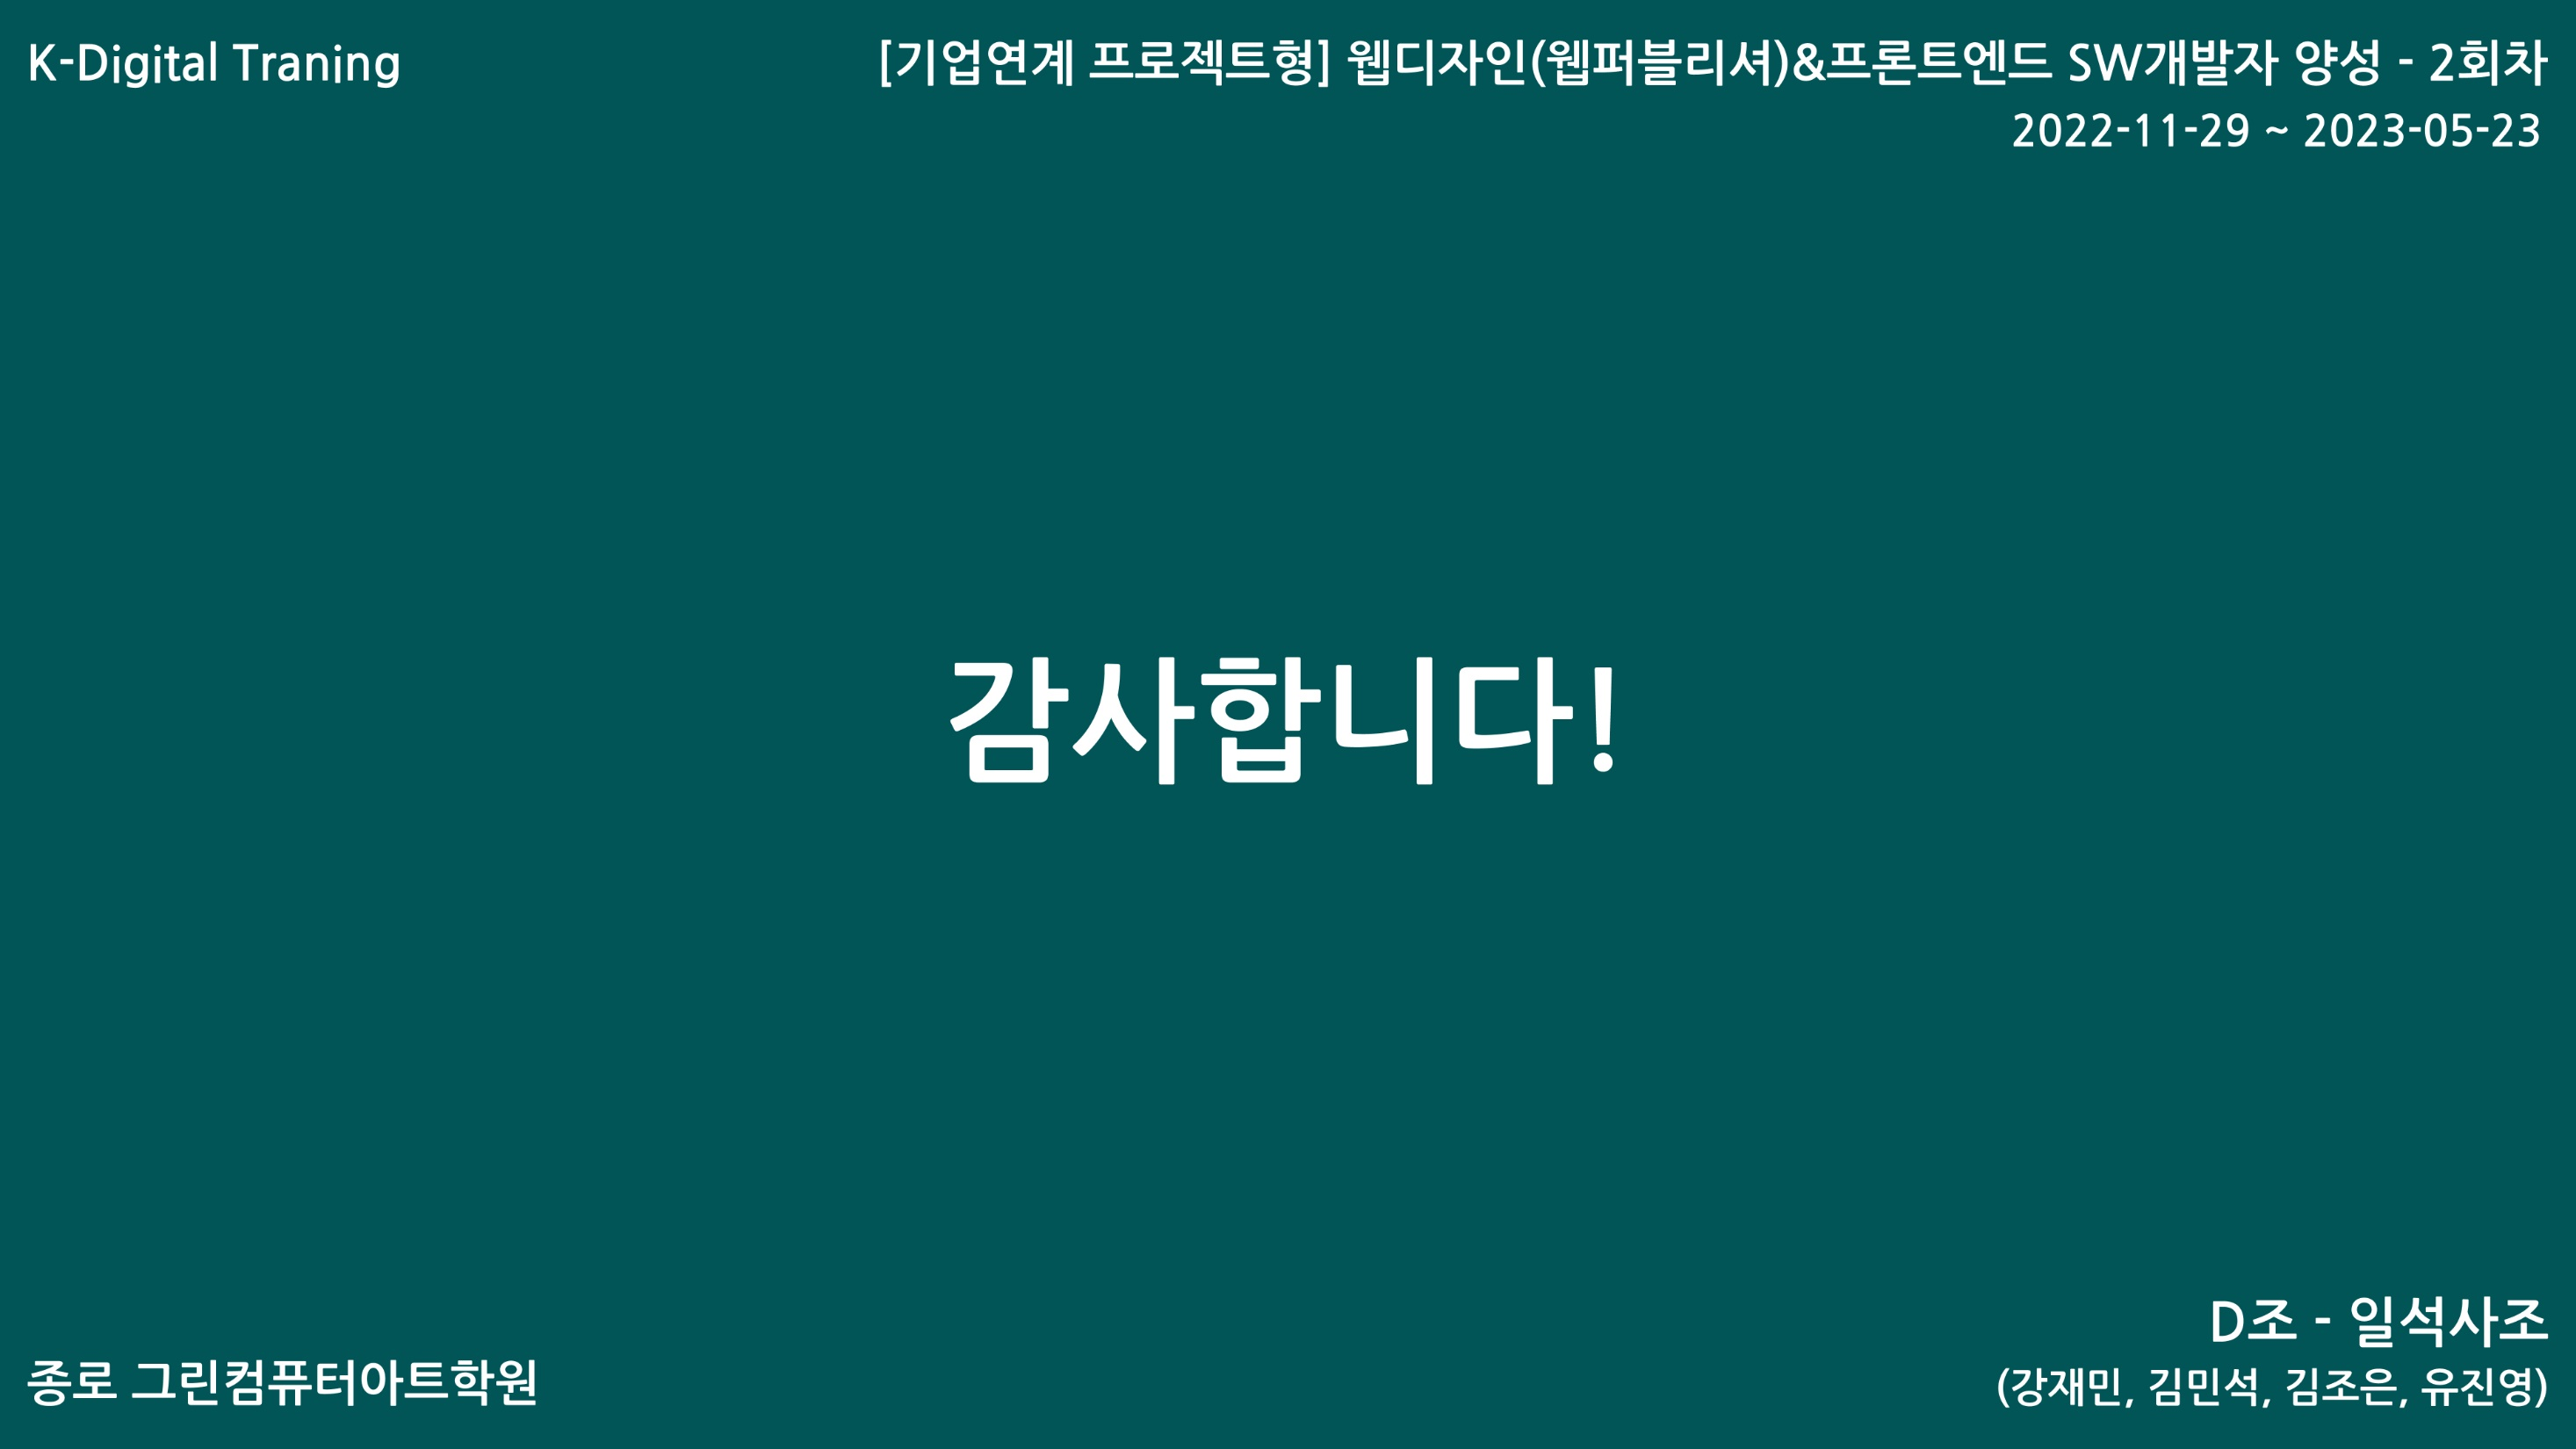 K-Digital Traning
[기업연계 프로젝트형] 웹디자인(웹퍼블리셔)&프론트엔드 SW개발자 양성 - 2회차
2022-11-29 ~ 2023-05-23
감사합니다!
종로 그린컴퓨터아트학원
D조 - 일석사조
(강재민, 김민석, 김조은, 유진영)